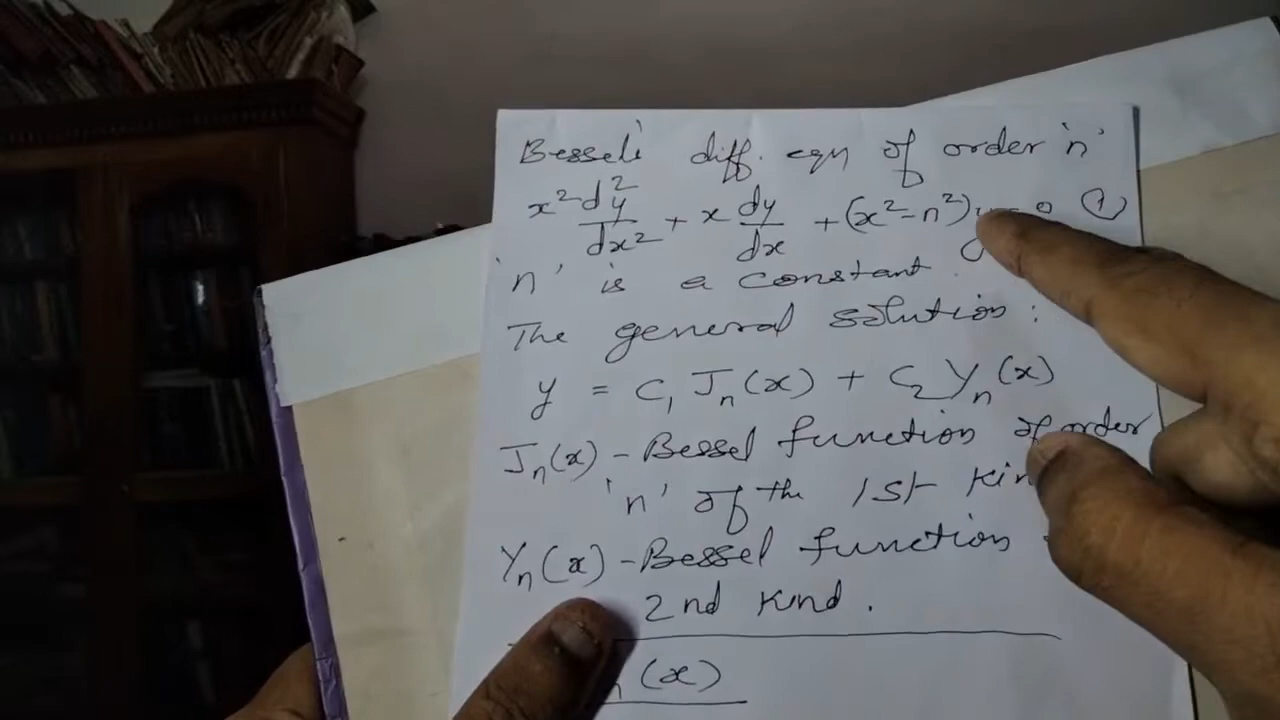 Bessel's diff. eqn of order 'n'
x² d²y/dx² + x dy/dx + (x² - n²)y = 0 (1)
'n' is a constant.
The general solution:
y = C₁ Jₙ(x) + C₂ Yₙ(x)
Jₙ(x) - Bessel function of order
'n' of the 1st
Yₙ(x) - Bessel function
2nd Kind.
(x)